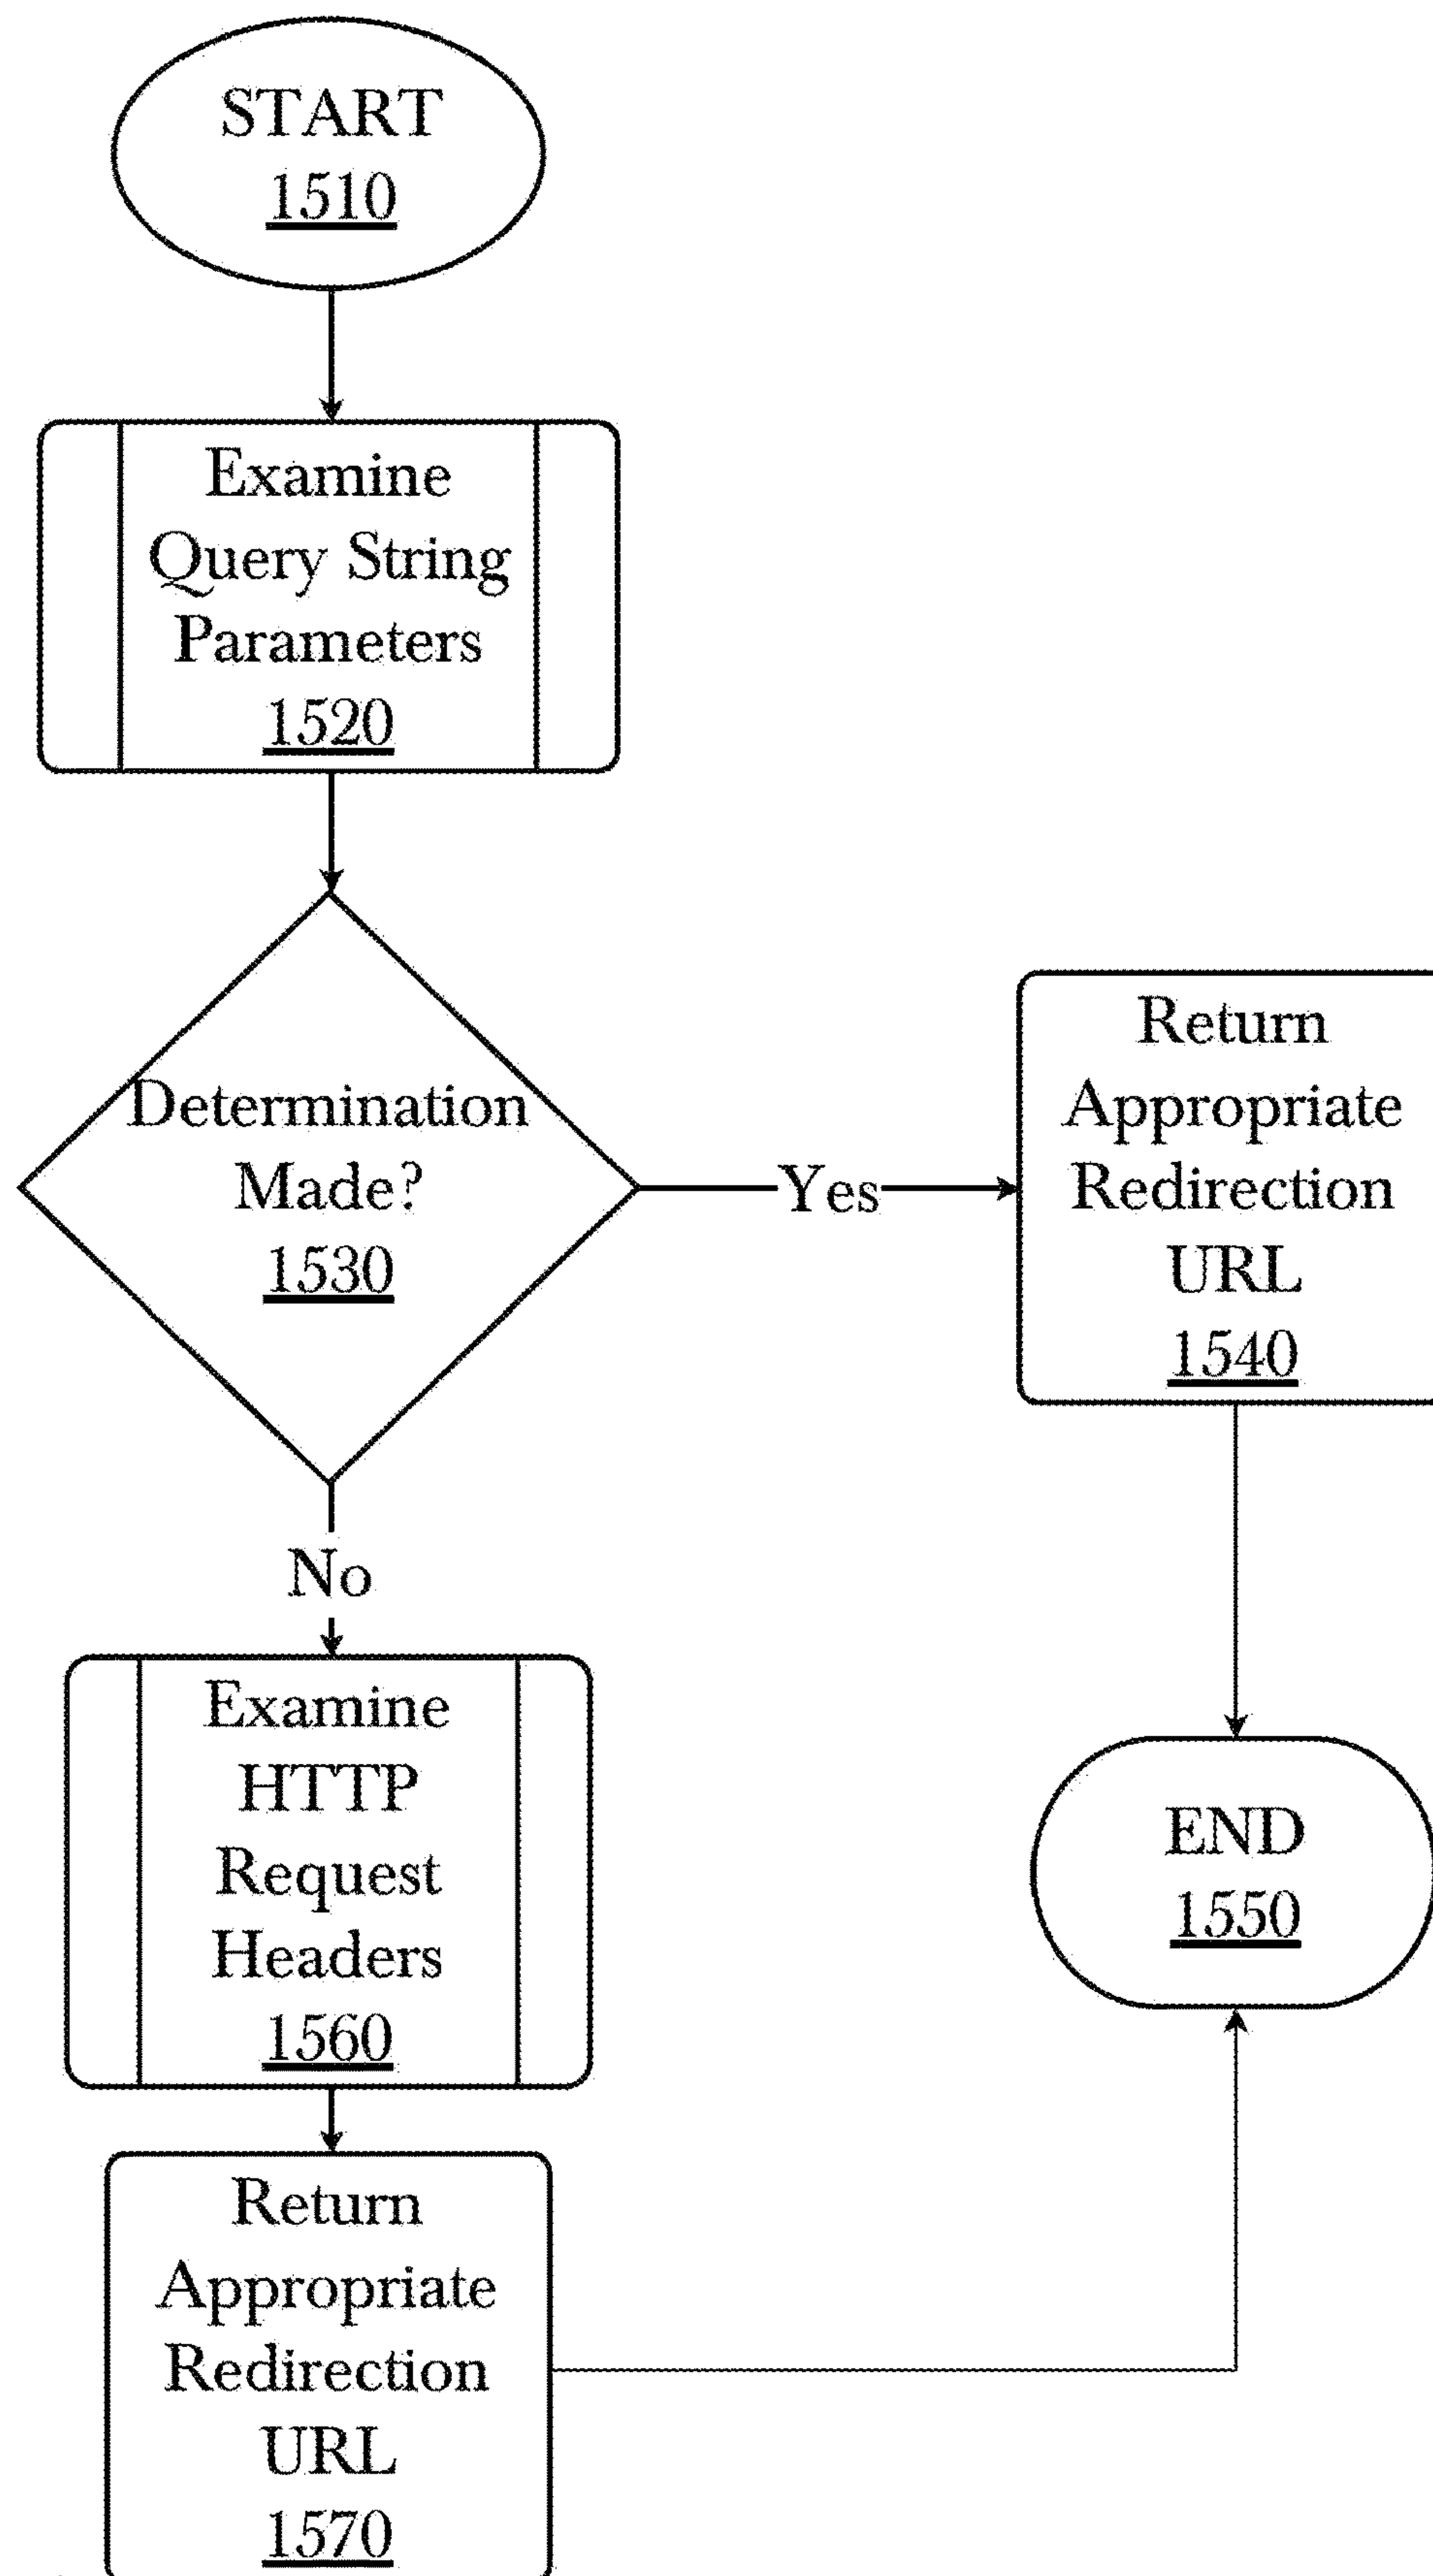 START
1510
Examine
Query String
Parameters
1520
Determination
Made?
1530
Yes
Return
Appropriate
Redirection
URL
1540
No
Examine
HTTP
Request
Headers
1560
END
1550
Return
Appropriate
Redirection
URL
1570